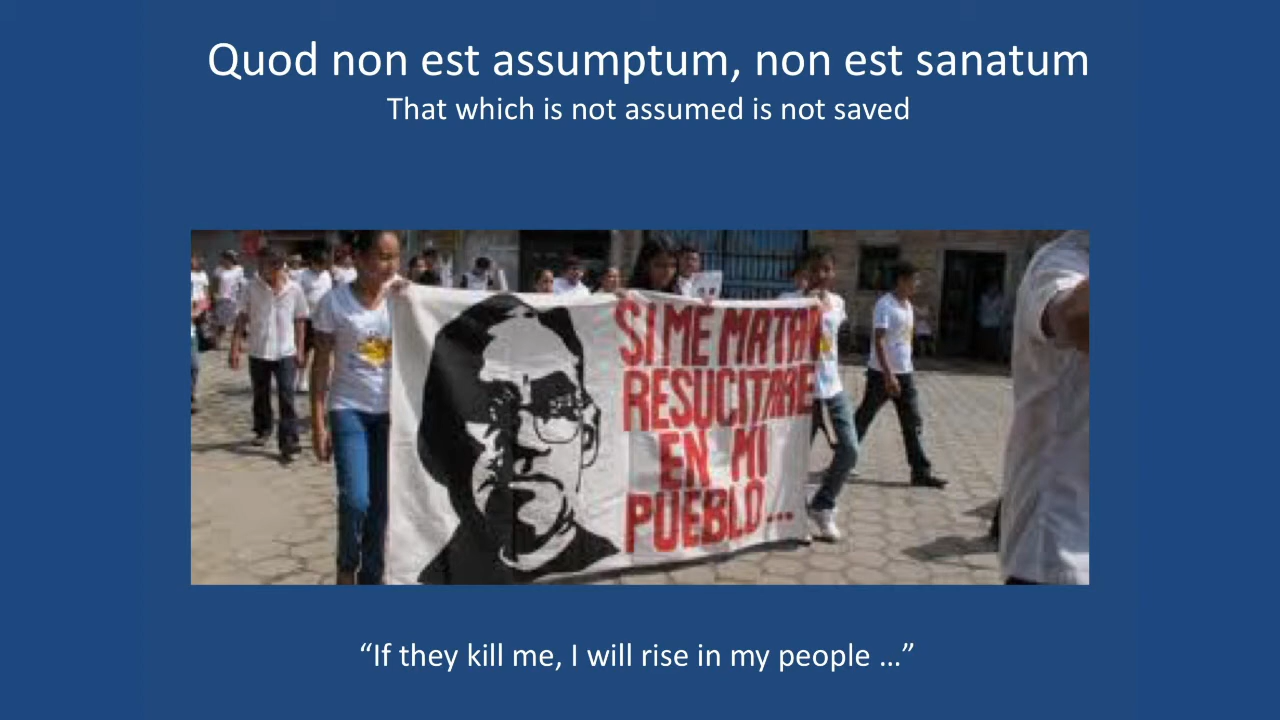 Quod non est assumptum, non est sanatum
That which is not assumed is not saved
SI ME MATAN
RESUCITARE
EN MI
PUEBLO...
“If they kill me, I will rise in my people ...”